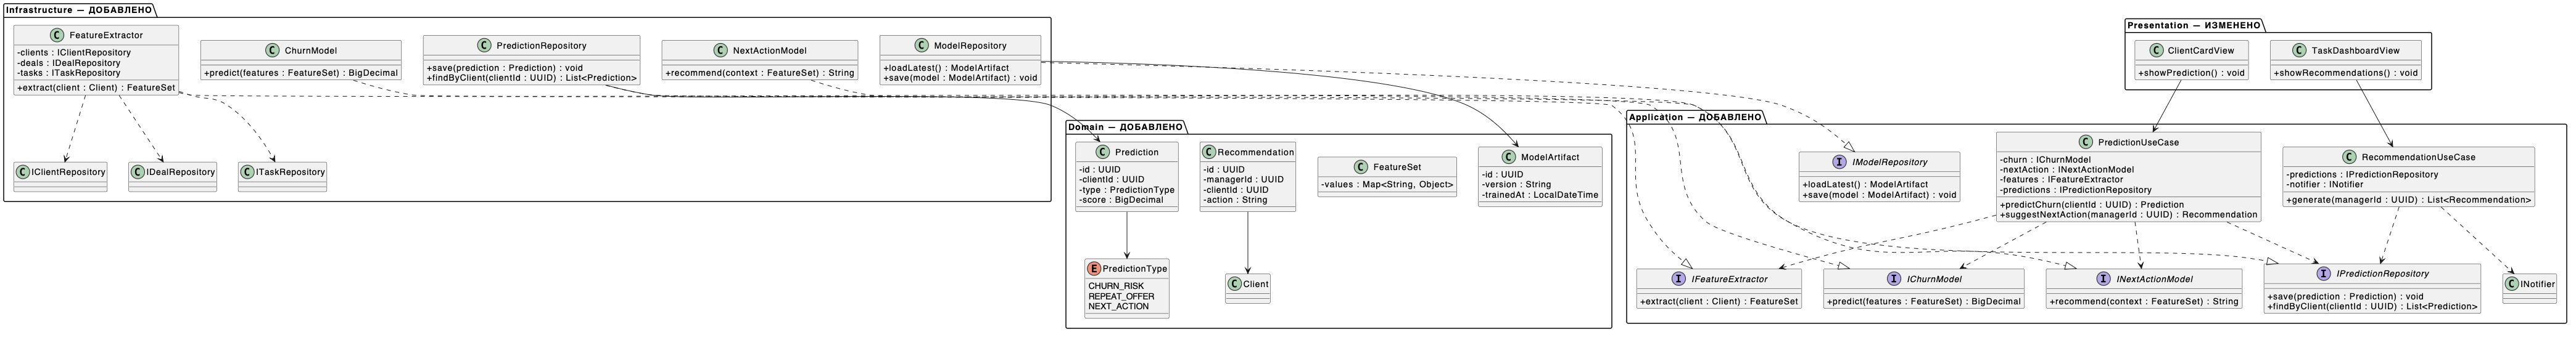 Infrastructure — ДОБАВЛЕНО
C FeatureExtractor
-clients : IClientRepository
-deals : IDealRepository
-tasks : ITaskRepository
+extract(client : Client) : FeatureSet
C ChurnModel
+predict(features : FeatureSet) : BigDecimal
C PredictionRepository
+save(prediction : Prediction) : void
+findByClient(clientId : UUID) : List<Prediction>
C NextActionModel
+recommend(context : FeatureSet) : String
C ModelRepository
+loadLatest() : ModelArtifact
+save(model : ModelArtifact) : void
C IClientRepository
C IDealRepository
C ITaskRepository
Domain — ДОБАВЛЕНО
C Prediction
-id : UUID
-clientId : UUID
-type : PredictionType
-score : BigDecimal
C Recommendation
-id : UUID
-managerId : UUID
-clientId : UUID
-action : String
C FeatureSet
-values : Map<String, Object>
C ModelArtifact
-id : UUID
-version : String
-trainedAt : LocalDateTime
E PredictionType
CHURN_RISK
REPEAT_OFFER
NEXT_ACTION
C Client
Presentation — ИЗМЕНЕНО
C ClientCardView
+showPrediction() : void
C TaskDashboardView
+showRecommendations() : void
Application — ДОБАВЛЕНО
I IModelRepository
+loadLatest() : ModelArtifact
+save(model : ModelArtifact) : void
C PredictionUseCase
-churn : IChurnModel
-nextAction : INextActionModel
-features : IFeatureExtractor
-predictions : IPredictionRepository
+predictChurn(clientId : UUID) : Prediction
+suggestNextAction(managerId : UUID) : Recommendation
C RecommendationUseCase
-predictions : IPredictionRepository
-notifier : INotifier
+generate(managerId : UUID) : List<Recommendation>
I IFeatureExtractor
+extract(client : Client) : FeatureSet
I IChurnModel
+predict(features : FeatureSet) : BigDecimal
I INextActionModel
+recommend(context : FeatureSet) : String
I IPredictionRepository
+save(prediction : Prediction) : void
+findByClient(clientId : UUID) : List<Prediction>
C INotifier